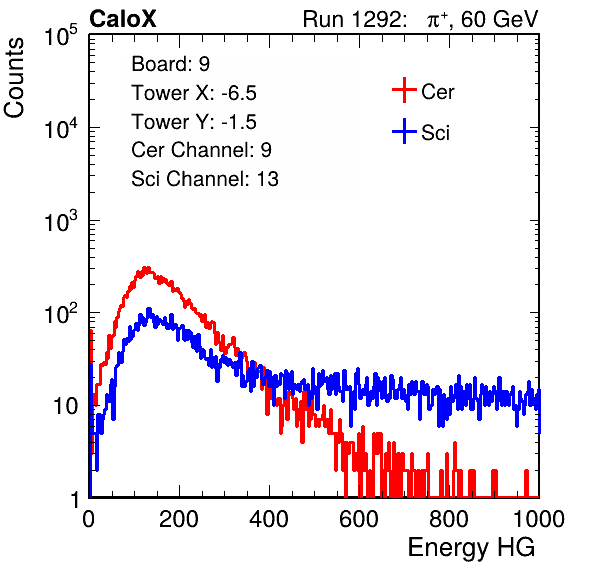 CaloX Run 1292: π⁺, 60 GeV
Counts
10⁵
10⁴
10³
10²
10
1
Board: 9
Tower X: -6.5
Tower Y: -1.5
Cer Channel: 9
Sci Channel: 13
Cer
Sci
0 200 400 600 800 1000
Energy HG